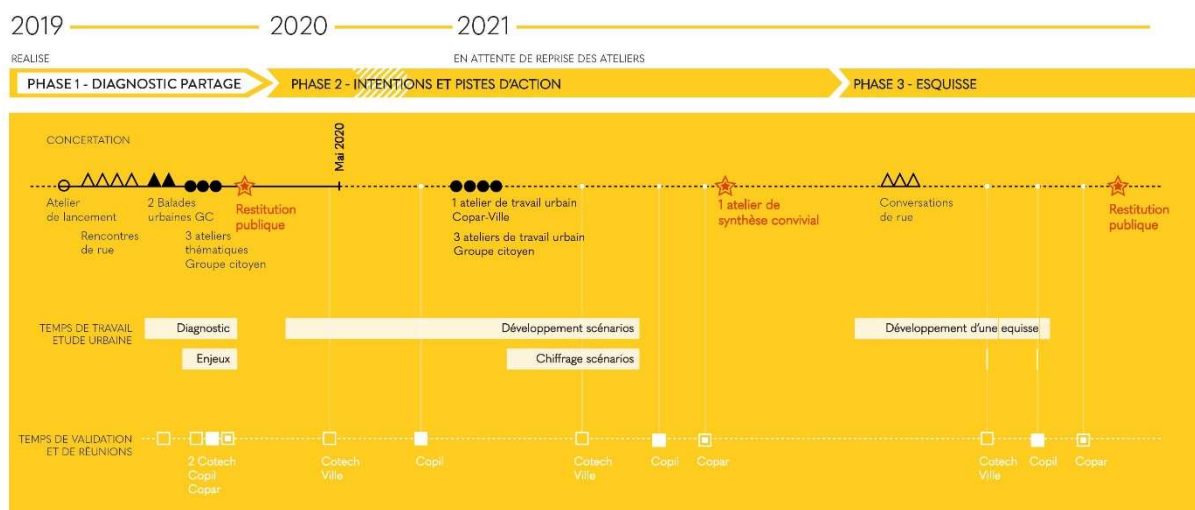 2019
2020
2021
REALISE
EN ATTENTE DE REPRISE DES ATELIERS
PHASE 1 - DIAGNOSTIC PARTAGE
PHASE 2 - INTENTIONS ET PISTES D'ACTION
PHASE 3 - ESQUISSE
CONCERTATION
Mai 2020
Atelier
de lancement
Rencontres
de rue
2 Balades
urbaines GC
3 ateliers
thématiques
Groupe citoyen
Restitution
publique
1 atelier de travail urbain
Copar-Ville
3 ateliers de travail urbain
Groupe citoyen
1 atelier de
synthèse convivial
Conversations
de rue
Restitution
publique
TEMPS DE TRAVAIL
ETUDE URBAINE
Diagnostic
Développement scénarios
Développement d'une equisse
Enjeux
Chiffrage scénarios
TEMPS DE VALIDATION
ET DE RÉUNIONS
2 Cotech
Copil
Copar
Cotech
Ville
Copil
Cotech
Ville
Copil
Copar
Cotech
Ville
Copil
Copar